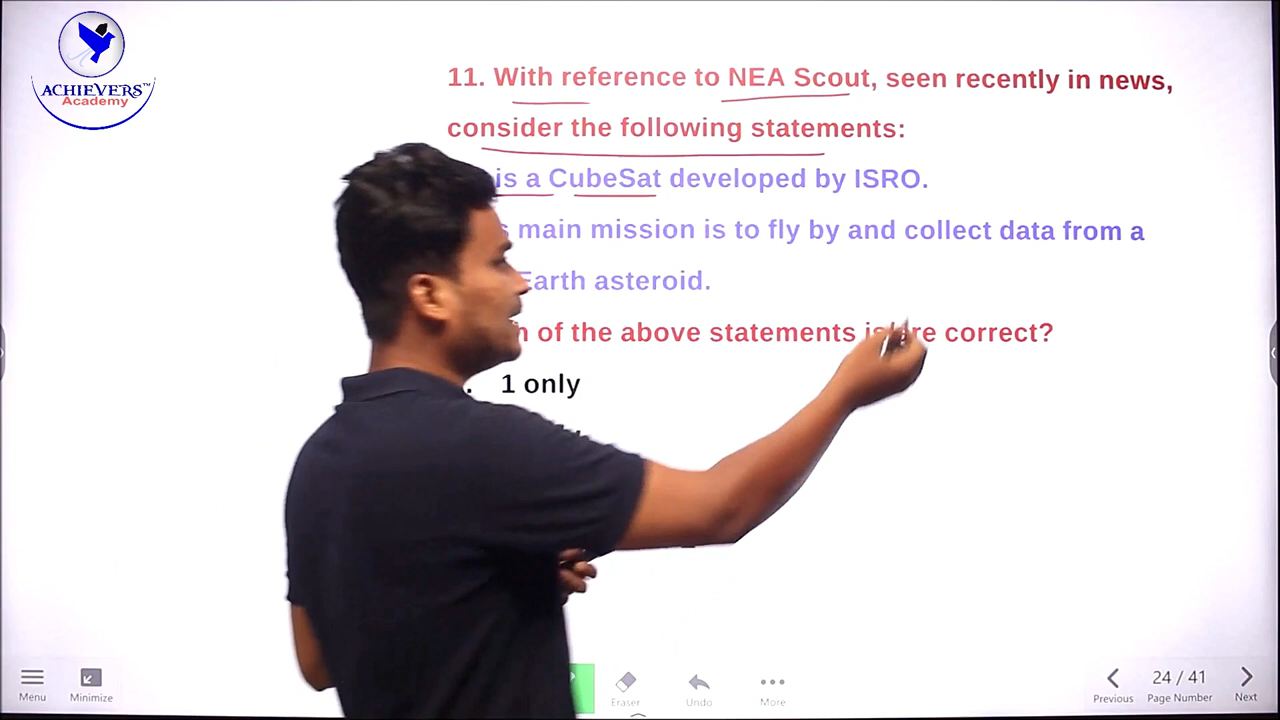 ACHIEVERS™
Academy
11. With reference to NEA Scout, seen recently in news,
consider the following statements:
is a CubeSat developed by ISRO.
main mission is to fly by and collect data from a
Earth asteroid.
of the above statements is/are correct?
1 only
Menu
Minimize
Eraser
Undo
More
Previous
24 / 41
Page Number
Next